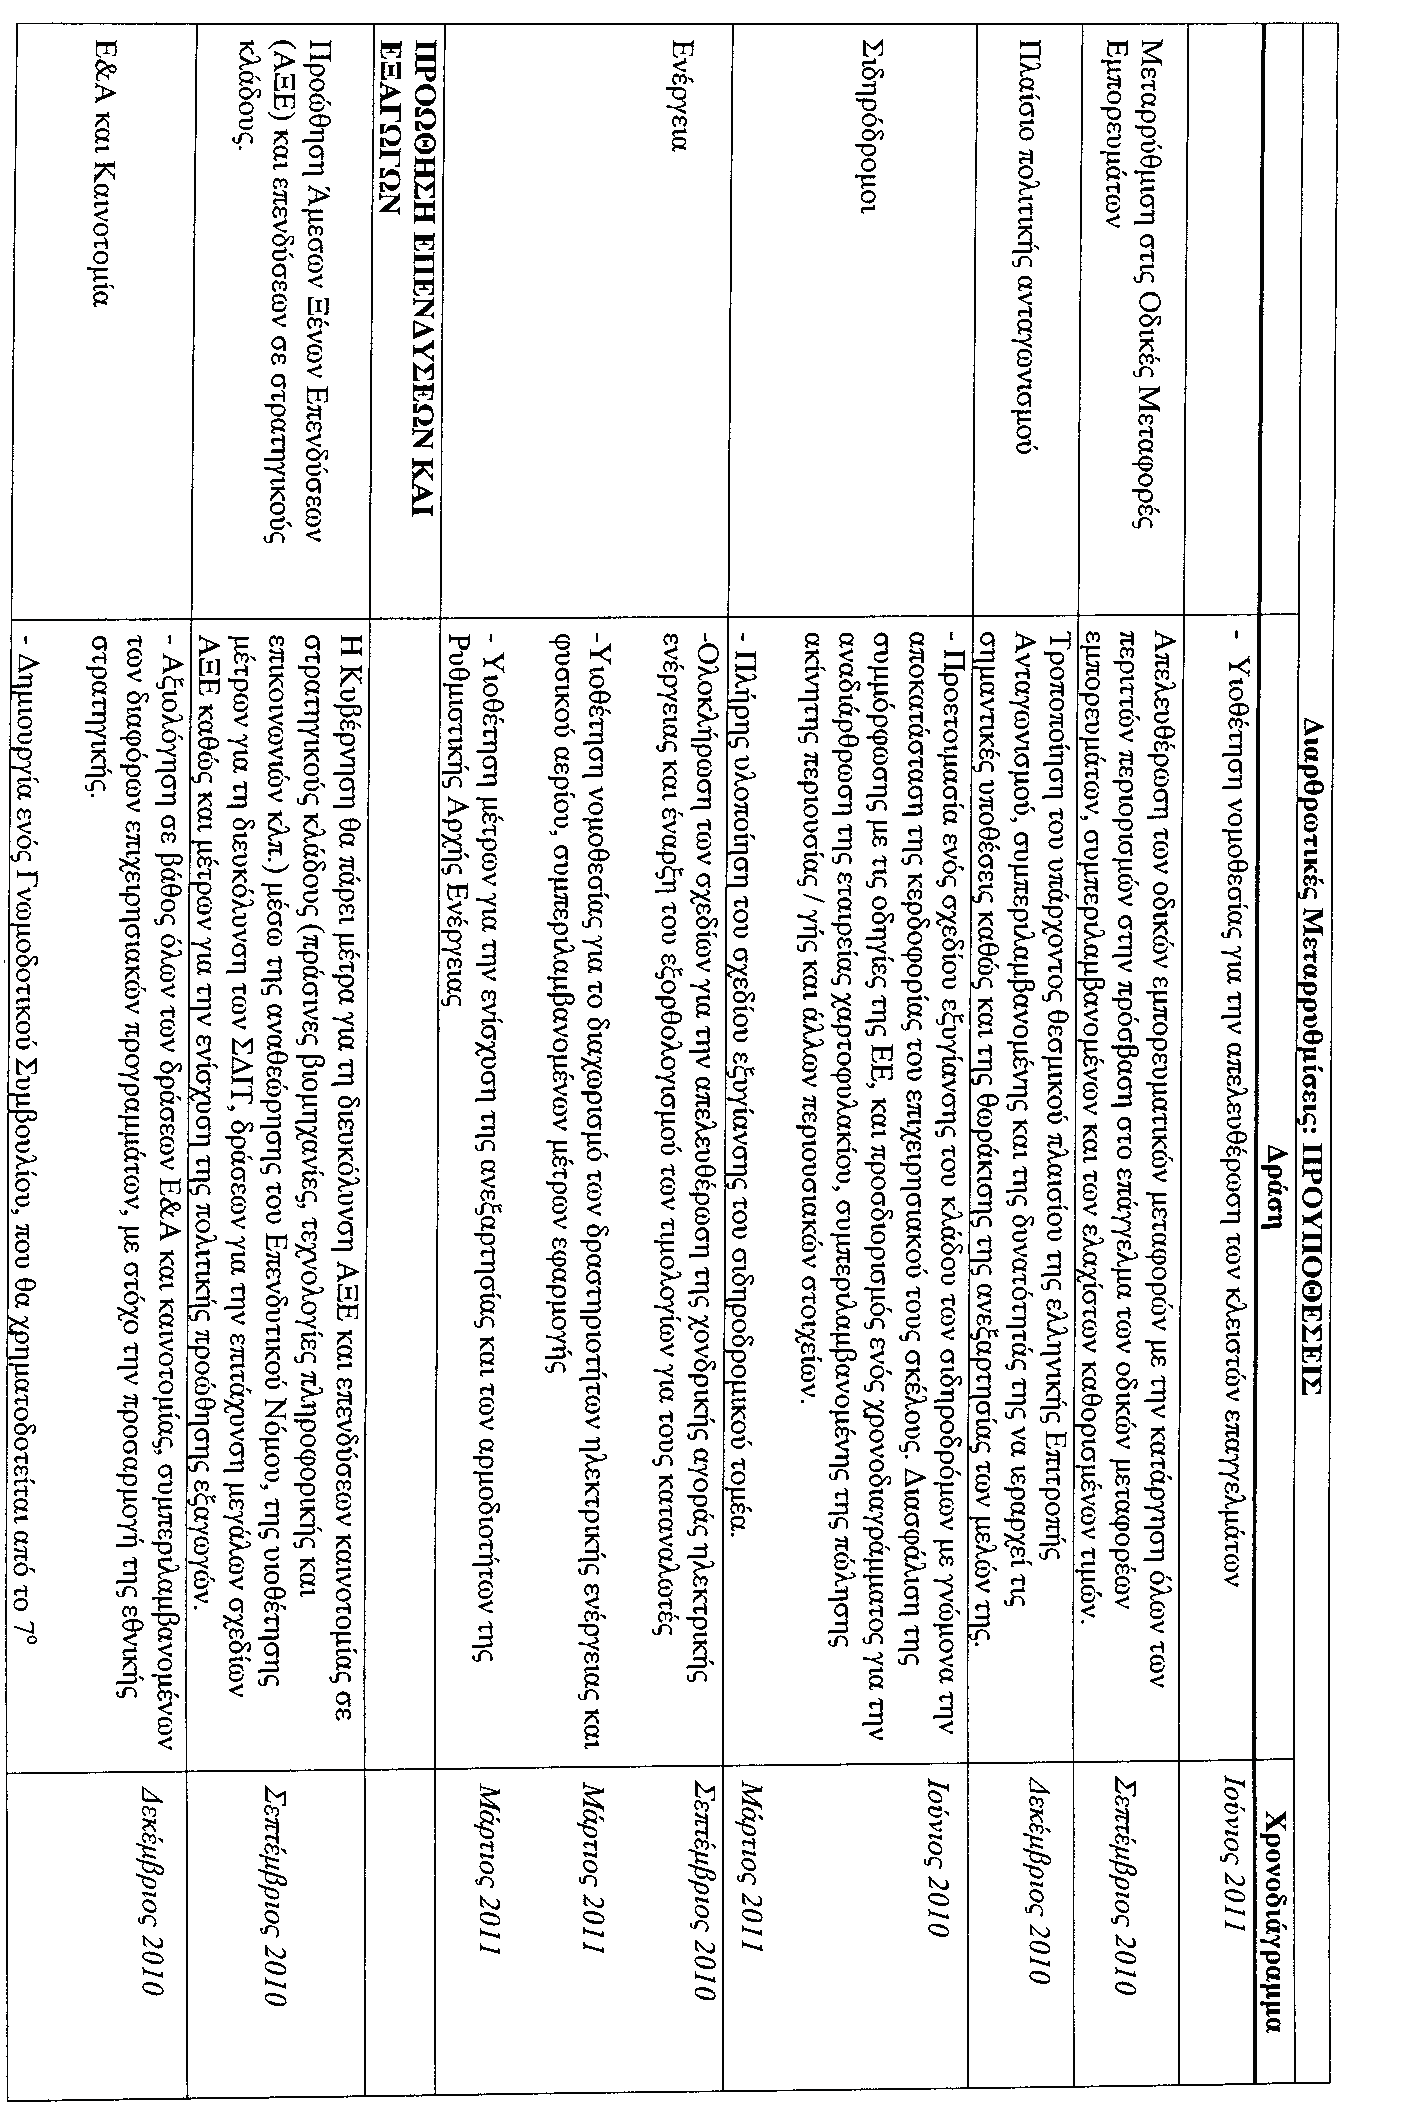 Διαρθρωτικές Μεταρρυθμίσεις: ΠΡΟΥΠΟΘΕΣΕΙΣ
Δράση
Χρονοδιάγραμμα
- Υιοθέτηση νομοθεσίας για την απελευθέρωση των κλειστών επαγγελμάτων
Ιούνιος 2011
Μεταρρύθμιση στις Οδικές Μεταφορές
Εμπορευμάτων
Απελευθέρωση των οδικών εμπορευματικών μεταφορών με την κατάργηση όλων των
περιττών περιορισμών στην πρόσβαση στο επάγγελμα των οδικών μεταφορέων
εμπορευμάτων, συμπεριλαμβανομένων και των ελαχίστων καθορισμένων τιμών.
Σεπτέμβριος 2010
Πλαίσιο πολιτικής ανταγωνισμού
Τροποποίηση του υπάρχοντος θεσμικού πλαισίου της ελληνικής Επιτροπής
Ανταγωνισμού, συμπεριλαμβανομένης και της δυνατότητάς της να ιεραρχεί τις
σημαντικές υποθέσεις καθώς και της θωράκισης της ανεξαρτησίας των μελών της.
Δεκέμβριος 2010
Σιδηρόδρομοι
- Προετοιμασία ενός σχεδίου εξυγίανσης του κλάδου των σιδηροδρόμων με γνώμονα την
αποκατάσταση της κερδοφορίας του επιχειρησιακού τους σκέλους. Διασφάλιση της
συμμόρφωσης με τις οδηγίες της ΕΕ, και προσδιορισμός ενός χρονοδιαγράμματος για την
αναδιάρθρωση της εταιρείας χαρτοφυλακίου, συμπεριλαμβανομένης της πώλησης
ακίνητης περιουσίας / γής και άλλων περιουσιακών στοιχείων.
Ιούνιος 2010
- Πλήρης υλοποίηση του σχεδίου εξυγίανσης του σιδηροδρομικού τομέα.
Μάρτιος 2011
Ενέργεια
-Ολοκλήρωση των σχεδίων για την απελευθέρωση της χονδρικής αγοράς ηλεκτρικής
ενέργειας και έναρξη του εξορθολογισμού των τιμολογίων για τους καταναλωτές
Σεπτέμβριος 2010
-Υιοθέτηση νομοθεσίας για το διαχωρισμό των δραστηριοτήτων ηλεκτρικής ενέργειας και
φυσικού αερίου, συμπεριλαμβανομένων μέτρων εφαρμογής
Μάρτιος 2011
- Υιοθέτηση μέτρων για την ενίσχυση της ανεξαρτησίας και των αρμοδιοτήτων της
Ρυθμιστικής Αρχής Ενέργειας
Μάρτιος 2011
ΠΡΟΩΘΗΣΗ ΕΠΕΝΔΥΣΕΩΝ ΚΑΙ
ΕΞΑΓΩΓΩΝ
Προώθηση Άμεσων Ξένων Επενδύσεων
(ΑΞΕ) και επενδύσεων σε στρατηγικούς
κλάδους.
Η Κυβέρνηση θα πάρει μέτρα για τη διευκόλυνση ΑΞΕ και επενδύσεων καινοτομίας σε
στρατηγικούς κλάδους (πράσινες βιομηχανίες, τεχνολογίες πληροφορικής και
επικοινωνιών κλπ.) μέσω της αναθεώρησης του Επενδυτικού Νόμου, της υιοθέτησης
μέτρων για τη διευκόλυνση των ΣΔΙΤ, δράσεων για την επιτάχυνση μεγάλων σχεδίων
ΑΞΕ καθώς και μέτρων για την ενίσχυση της πολιτικής προώθησης εξαγωγών.
Σεπτέμβριος 2010
Ε&Α και Καινοτομία
- Αξιολόγηση σε βάθος όλων των δράσεων Ε&Α και καινοτομίας, συμπεριλαμβανομένων
των διαφόρων επιχειρησιακών προγραμμάτων, με στόχο την προσαρμογή της εθνικής
στρατηγικής.
Δεκέμβριος 2010
- Δημιουργία ενός Γνωμοδοτικού Συμβουλίου, που θα χρηματοδοτείται από το 7ο